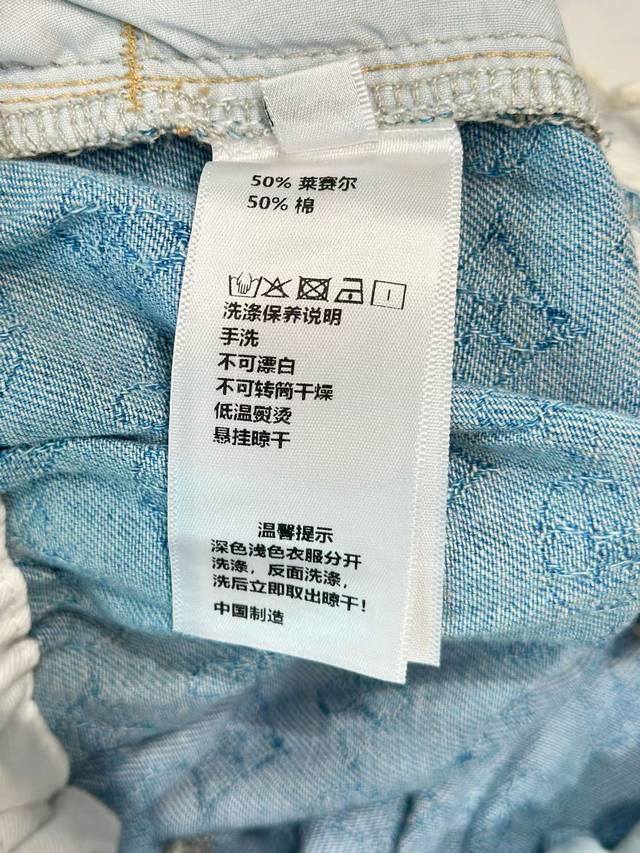 50% 莱赛尔
50% 棉
洗涤保养说明
手洗
不可漂白
不可转筒干燥
低温熨烫
悬挂晾干
温馨提示
深色浅色衣服分开
洗涤，反面洗涤，
洗后立即取出晾干！
中国制造